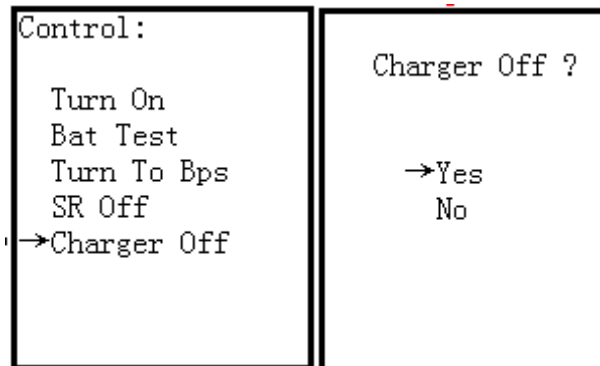 Control:
Turn On
Bat Test
Turn To Bps
SR Off
→Charger Off
Charger Off ?
→Yes
No